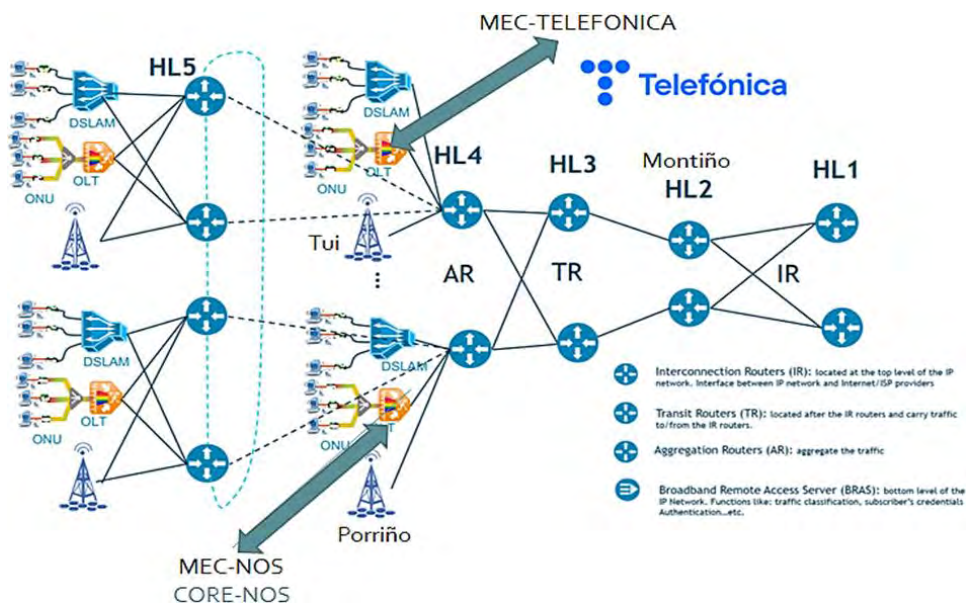 MEC-TELEFONICA
Telefónica
HL5
DSLAM
OLT
ONU
DSLAM
OLT
Tui
HL4
HL3
Montiño
HL2
HL1
AR
TR
IR
DSLAM
OLT
ONU
DSLAM
ONU
Porriño
MEC-NOS
CORE-NOS
Interconnection Routers (IR): located at the top level of the IP
network. Interface between IP network and Internet/ISP providers
Transit Routers (TR): located after the IR routers and carry traffic
to/from the IR routers.
Aggregation Routers (AR): aggregate the traffic
Broadband Remote Access Server (BRAS): bottom level of the
IP Network. Functions like: traffic classification, subscriber's credentials
Authentication...etc.